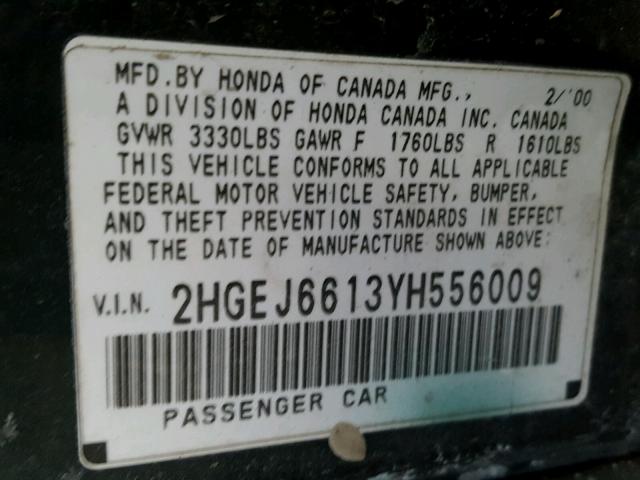 MFD.BY HONDA OF CANADA MFG., 2/'00
A DIVISION OF HONDA CANADA INC. CANADA
GVWR 3330LBS GAWR F 1760LBS R 1610LBS
THIS VEHICLE CONFORMS TO ALL APPLICABLE
FEDERAL MOTOR VEHICLE SAFETY, BUMPER,
AND THEFT PREVENTION STANDARDS IN EFFECT
ON THE DATE OF MANUFACTURE SHOWN ABOVE:
V.I.N. 2HGEJ6613YH556009
PASSENGER CAR